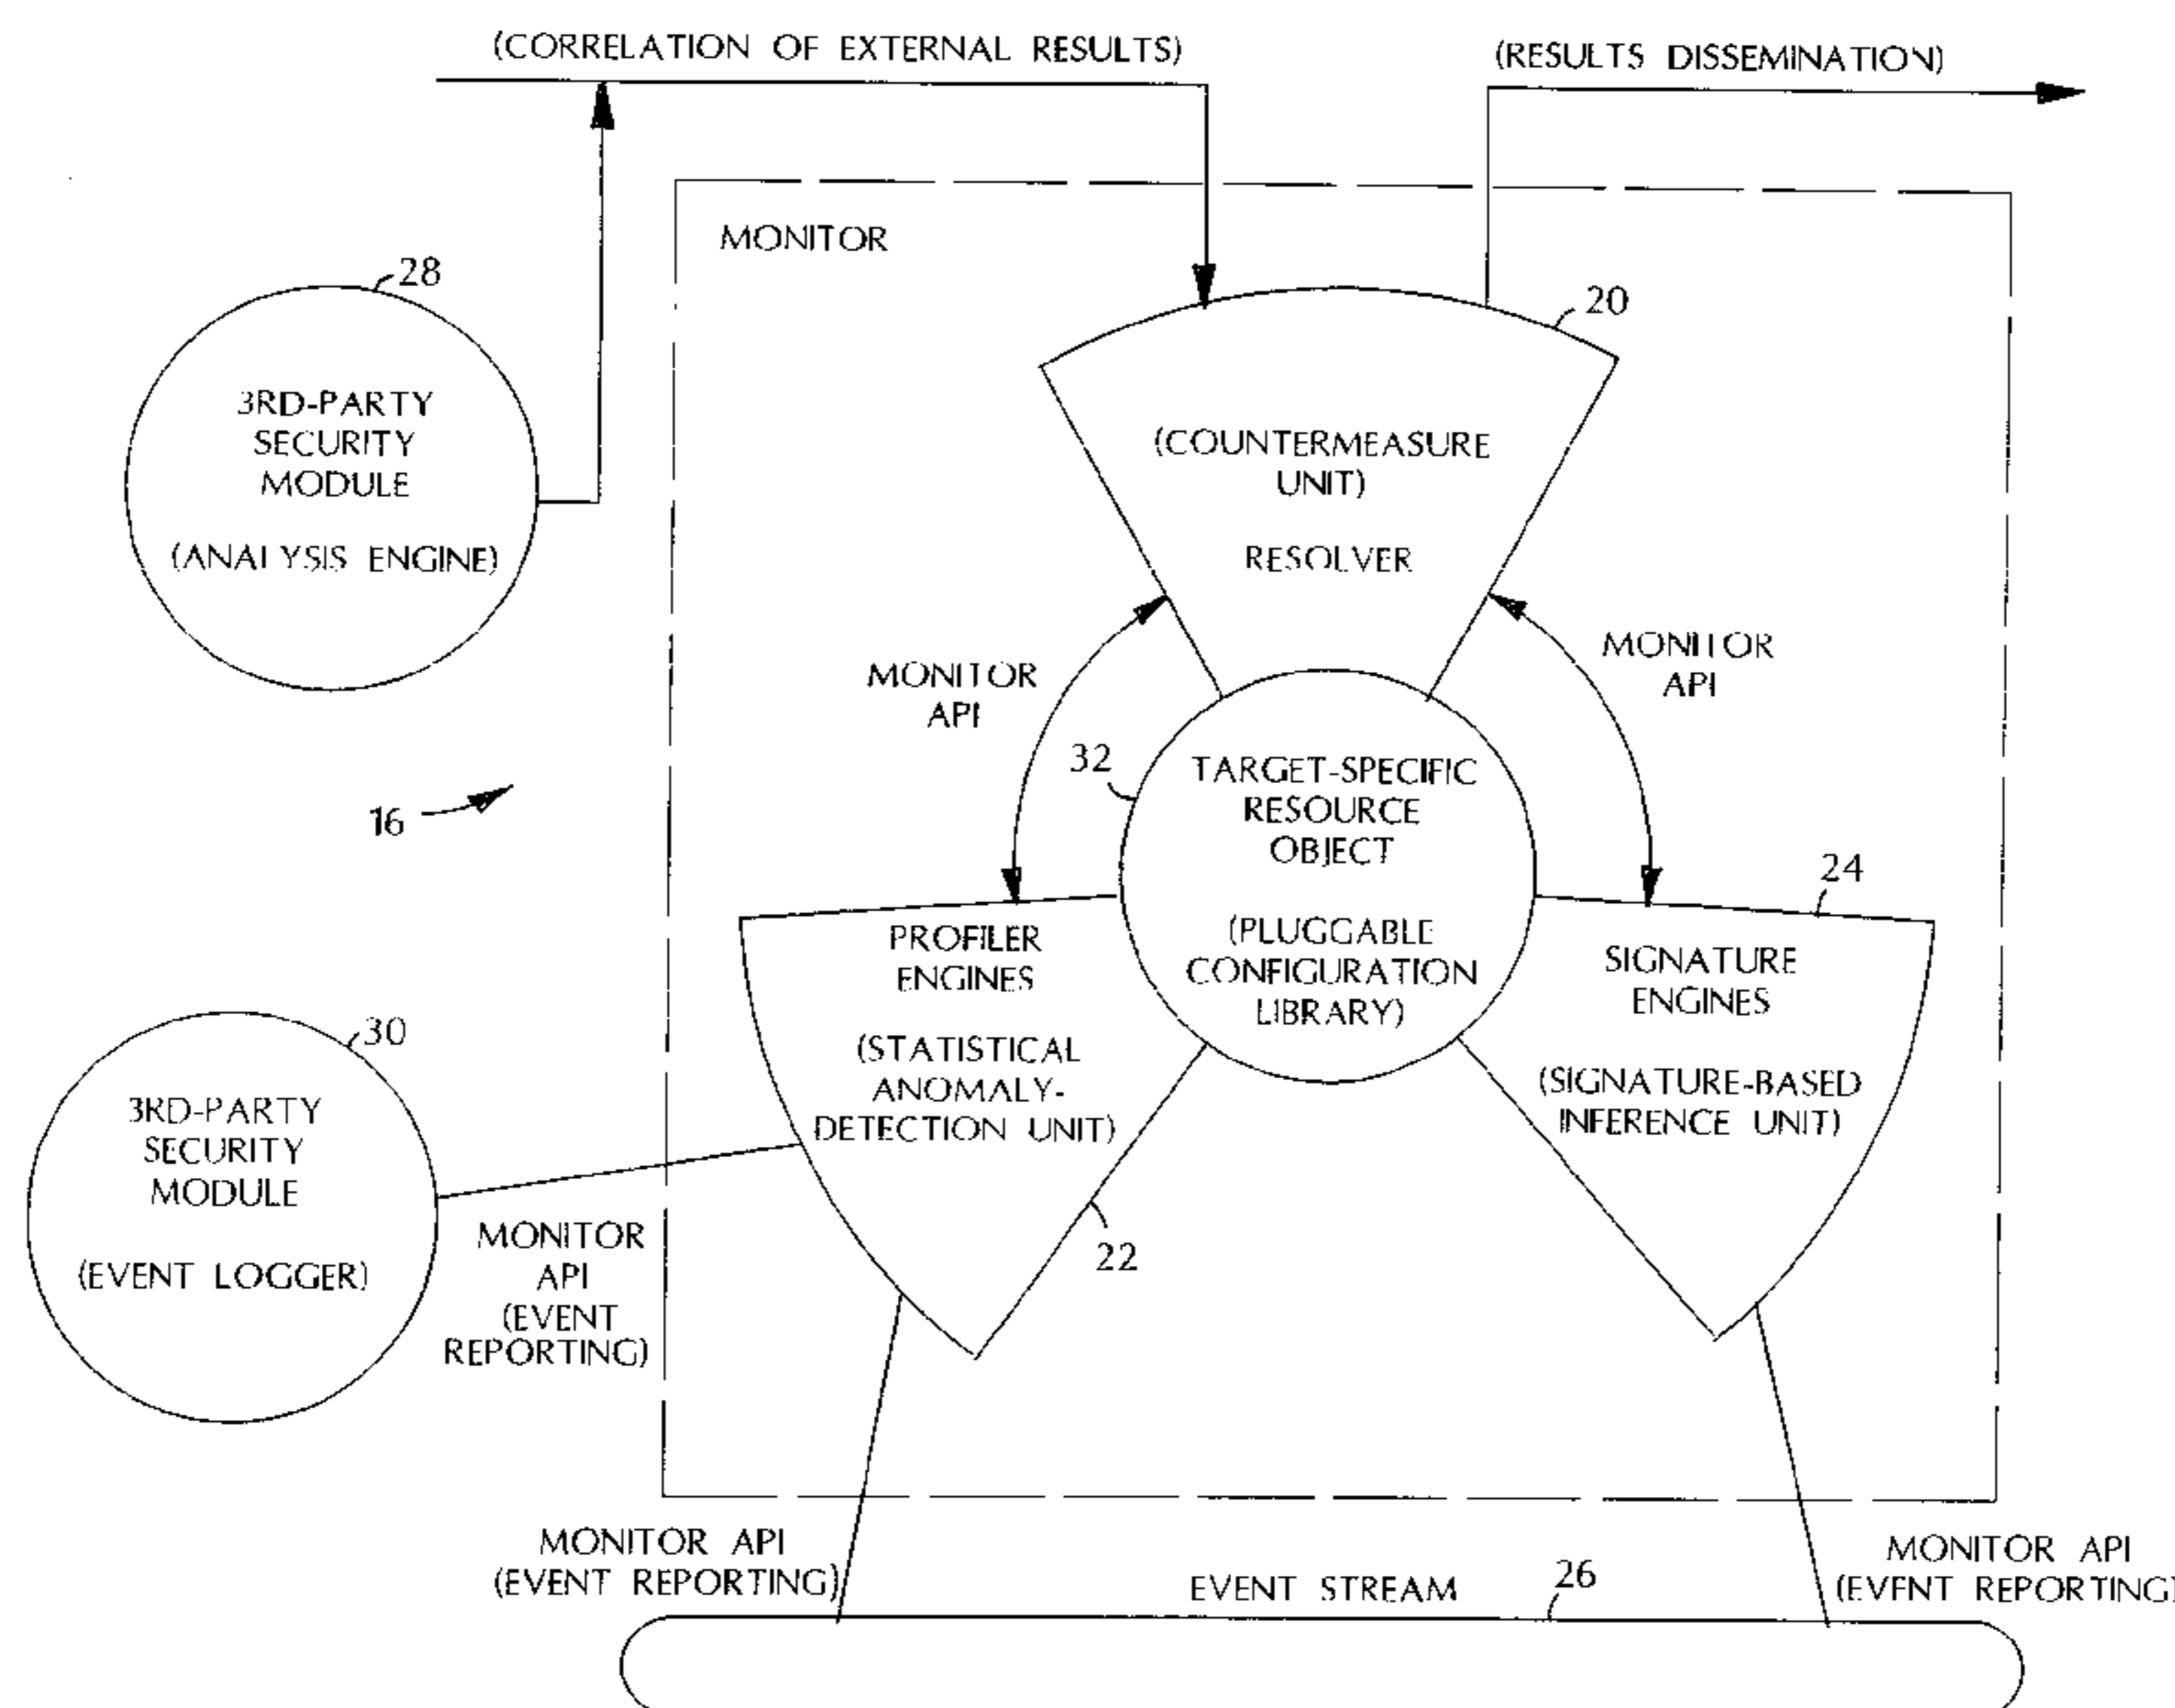 (CORRELATION OF EXTERNAL RESULTS)
(RESULTS DISSEMINATION)
MONITOR
28
3RD-PARTY
SECURITY
MODULE
(ANALYSIS ENGINE)
20
(COUNTERMEASURE
UNIT)
RESOLVER
MONITOR
API
MONITOR
API
16
32
TARGET-SPECIFIC
RESOURCE
OBJECT
(PLUGGABLE
CONFIGURATION
LIBRARY)
24
PROFILER
ENGINES
(STATISTICAL
ANOMALY-
DETECTION UNIT)
22
SIGNATURE
ENGINES
(SIGNATURE-BASED
INFERENCE UNIT)
30
3RD-PARTY
SECURITY
MODULE
(EVENT LOGGER)
MONITOR
API
(EVENT
REPORTING)
MONITOR API
(EVENT REPORTING)
EVENT STREAM
26
MONITOR API
(EVENT REPORTING)